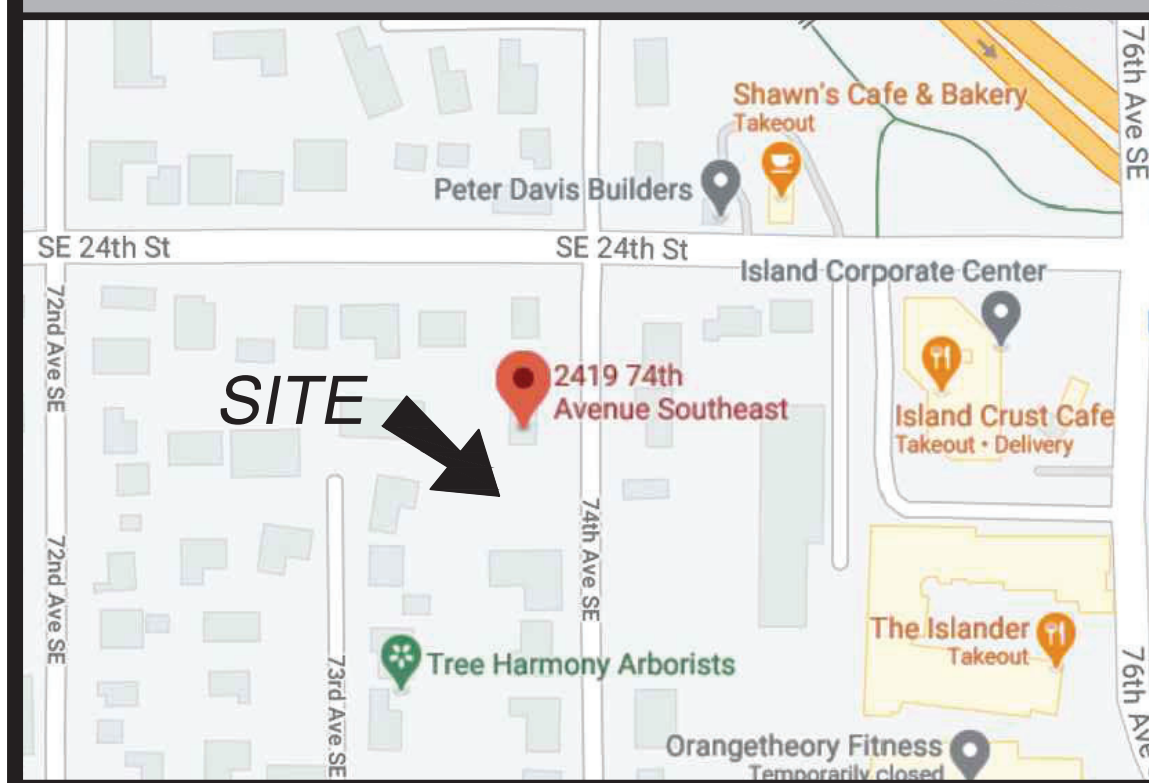 76th Ave SE
Shawn's Cafe & Bakery
Takeout
Peter Davis Builders
SE 24th St
SE 24th St
Island Corporate Center
72nd Ave SE
2419 74th
Avenue Southeast
SITE
Island Crust Cafe
Takeout • Delivery
74th Ave SE
72nd Ave SE
The Islander
Takeout
Tree Harmony Arborists
73rd Ave SE
76th Ave
Orangetheory Fitness
Temporarily closed